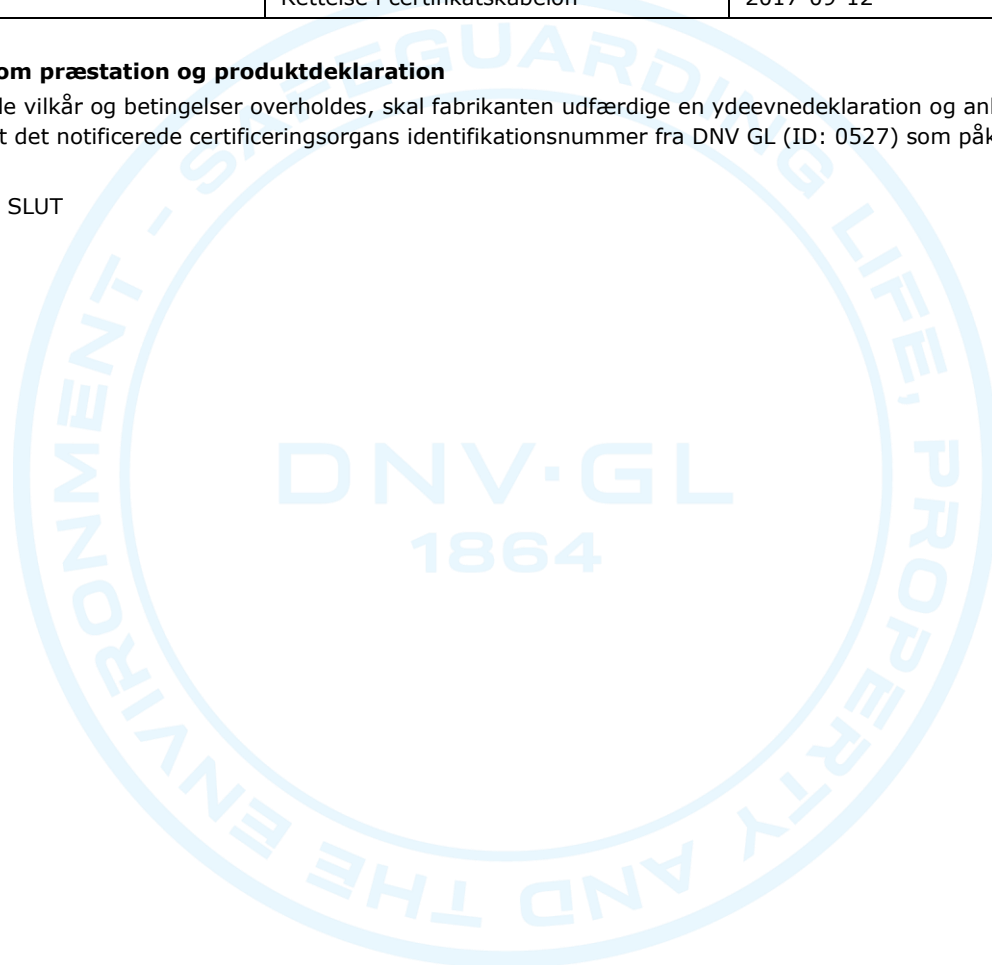 Rettelse i certifikatskabelon 2017-09-12
om præstation og produktdeklaration
le vilkår og betingelser overholdes, skal fabrikanten udfærdige en ydeevnedeklaration og an
t det notificerede certificeringsorgans identifikationsnummer fra DNV GL (ID: 0527) som på
SLUT
SAFEGUARDING LIFE, PROPERTY AND THE ENVIRONMENT -
DNV·GL
1864